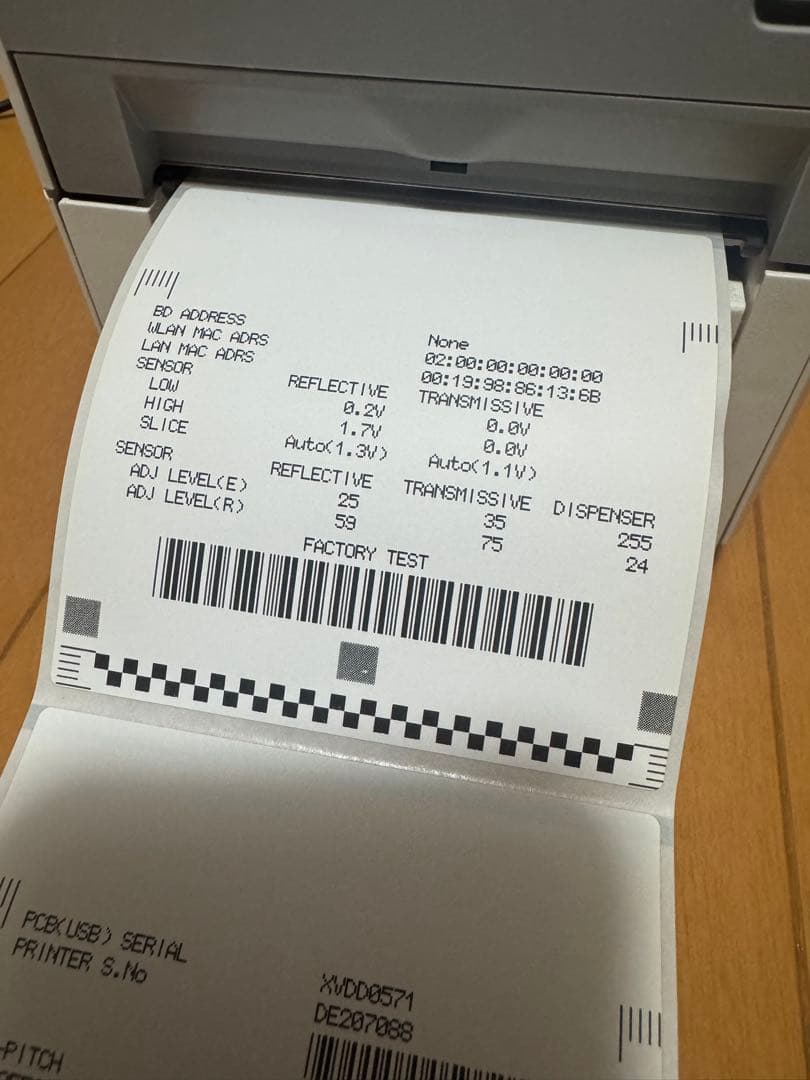 BD ADDRESS None
WLAN MAC ADRS 02:00:00:00:00:00
LAN MAC ADRS 00:19:98:86:13:6B
SENSOR REFLECTIVE TRANSMISSIVE
LOW 0.2V 0.0V
HIGH 1.7V 0.0V
SLICE Auto(1.3V) Auto(1.1V)
SENSOR REFLECTIVE TRANSMISSIVE DISPENSER
ADJ LEVEL(E) 25 35 255
ADJ LEVEL(R) 59 75 24
FACTORY TEST
PCB(USB) SERIAL XVDD0571
PRINTER S.No DE207088
-PITCH